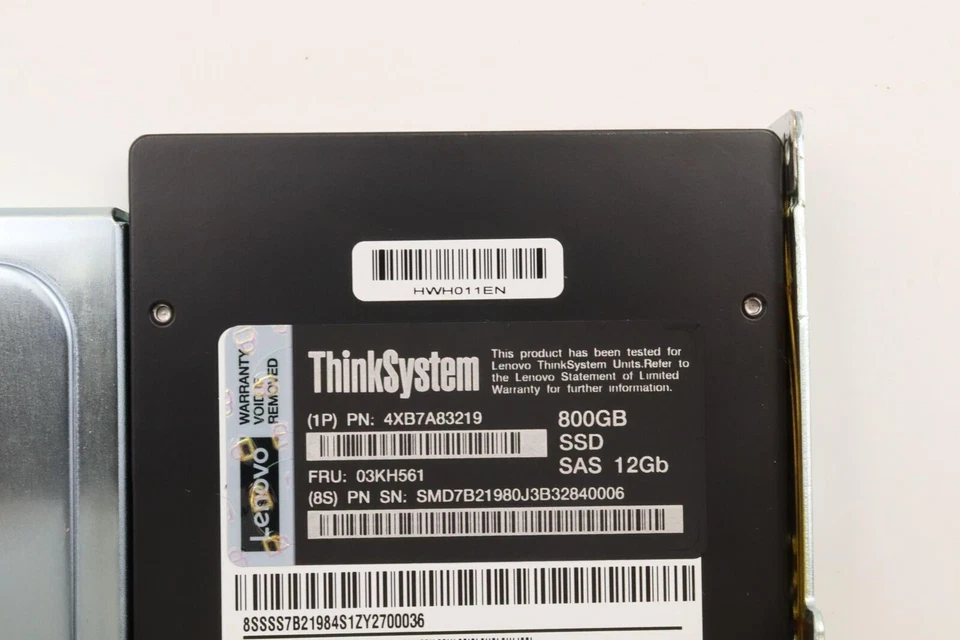 HWH011EN
WARRANTY
VOID IF
REMOVED
Lenovo
ThinkSystem
This product has been tested for
Lenovo ThinkSystem Units.Refer to
the Lenovo Statement of Limited
Warranty for further information.
(1P) PN: 4XB7A83219
800GB
SSD
SAS 12Gb
FRU: 03KH561
(8S) PN SN: SMD7B21980J3B32840006
8SSSS7B21984S1ZY2700036